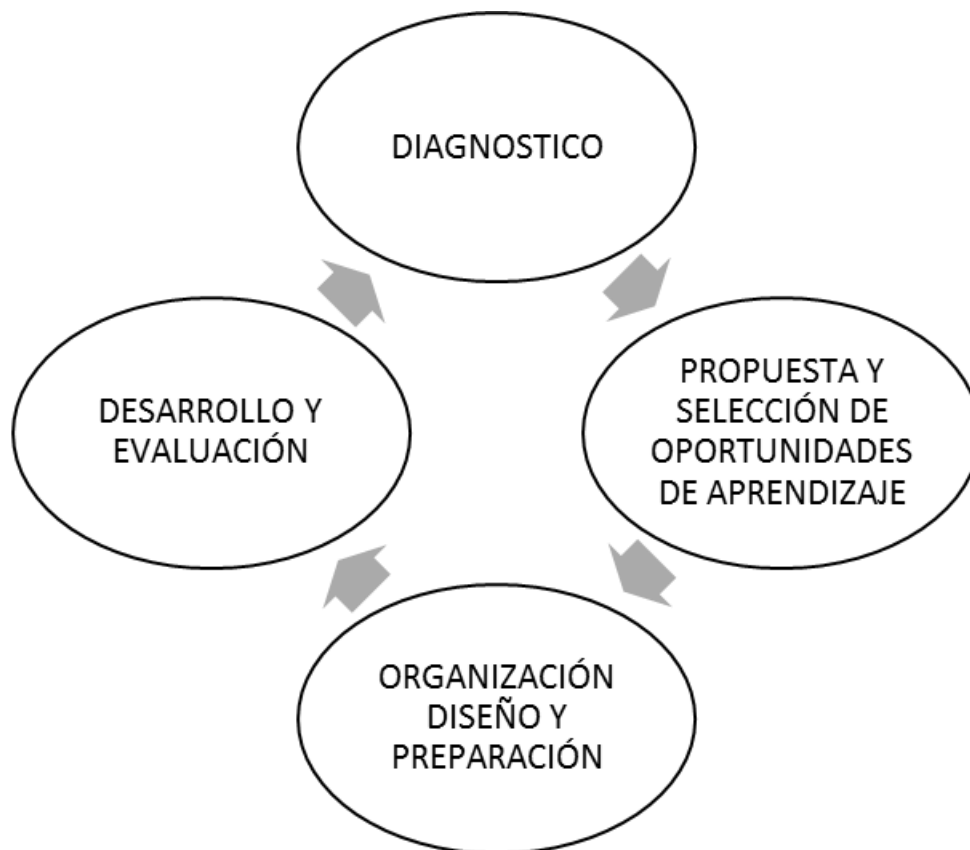 DIAGNOSTICO
PROPUESTA Y
SELECCIÓN DE
OPORTUNIDADES
DE APRENDIZAJE
ORGANIZACIÓN
DISEÑO Y
PREPARACIÓN
DESARROLLO Y
EVALUACIÓN